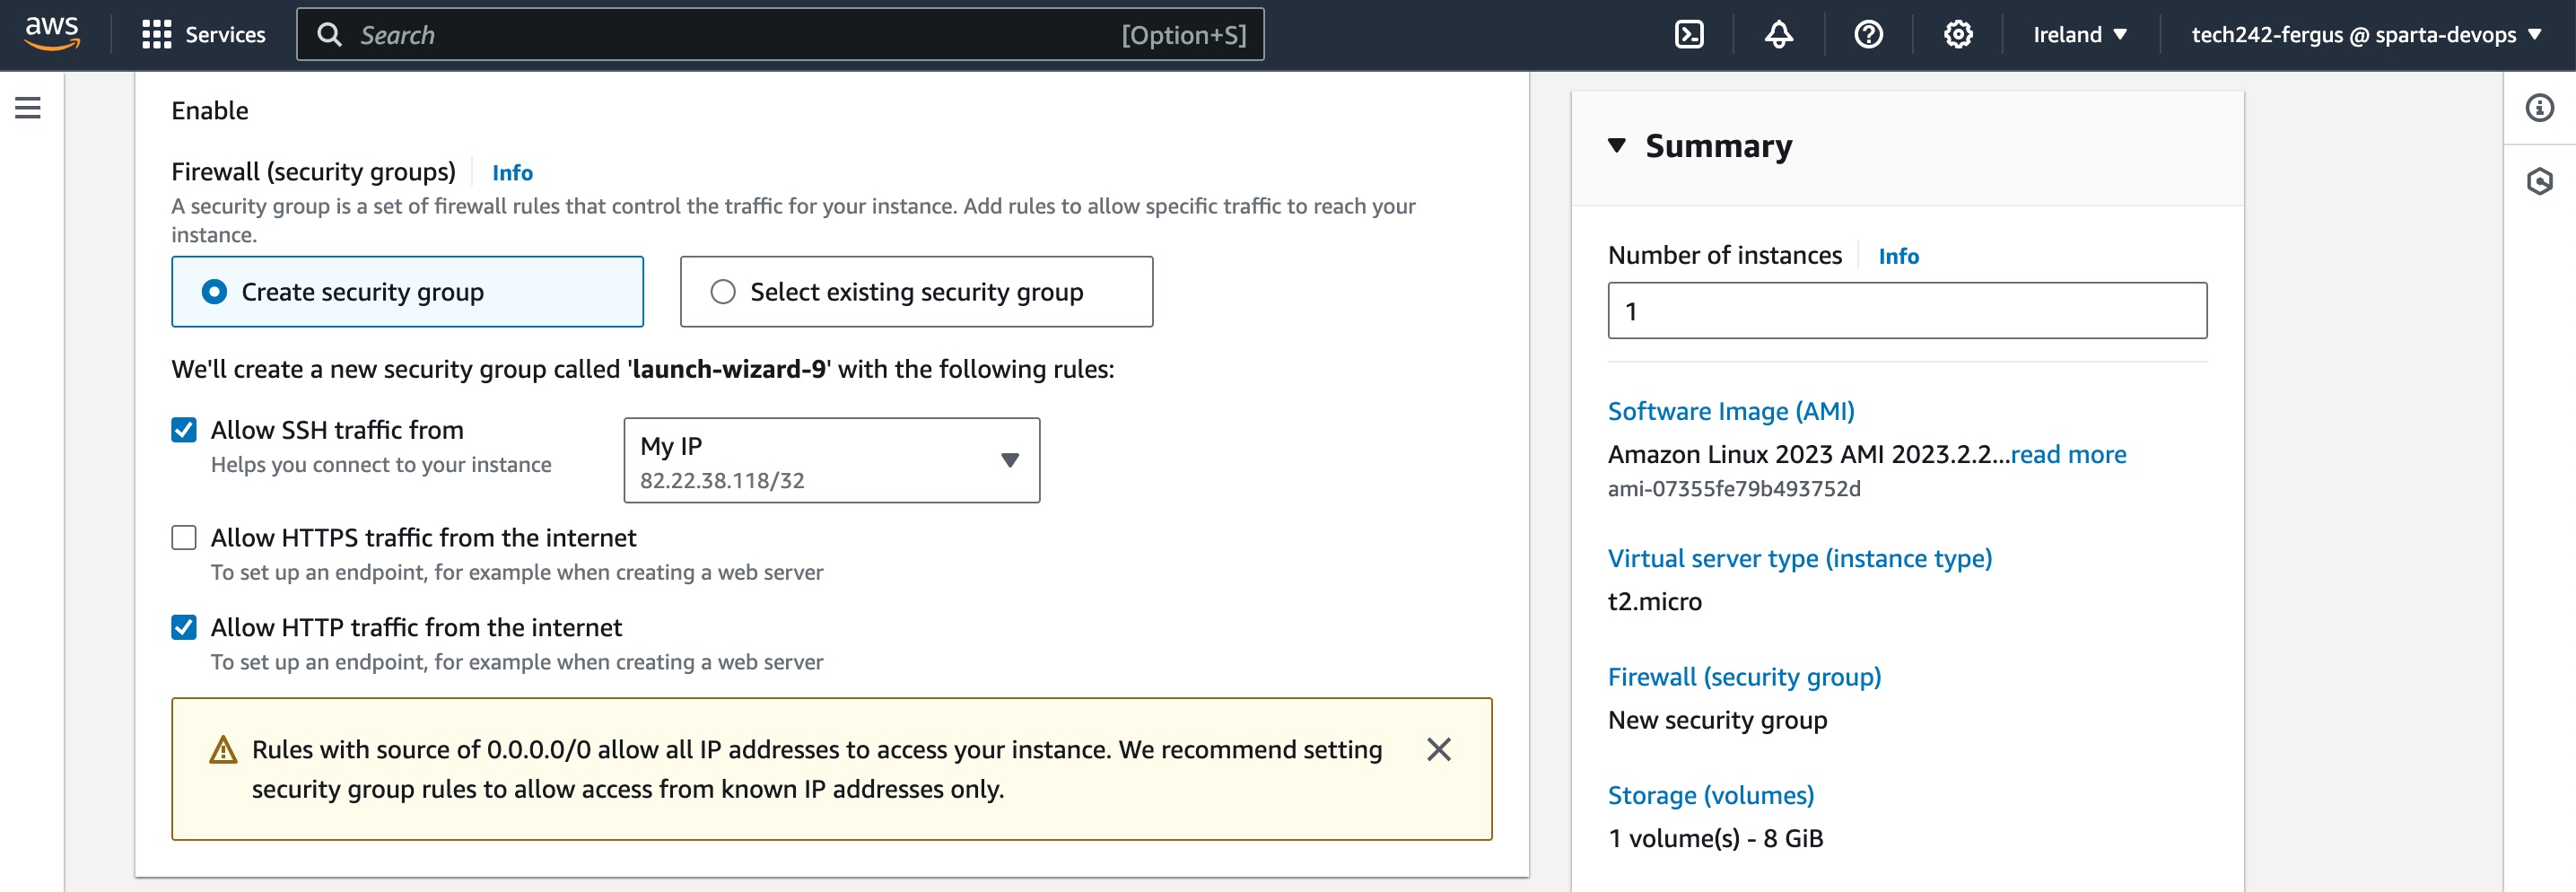 aws
Services
Search
[Option+S]
Ireland
tech242-fergus @ sparta-devops
Enable
Firewall (security groups)
Info
A security group is a set of firewall rules that control the traffic for your instance. Add rules to allow specific traffic to reach your
instance.
Create security group
Select existing security group
We'll create a new security group called 'launch-wizard-9' with the following rules:
Allow SSH traffic from
Helps you connect to your instance
My IP
82.22.38.118/32
Allow HTTPS traffic from the internet
To set up an endpoint, for example when creating a web server
Allow HTTP traffic from the internet
To set up an endpoint, for example when creating a web server
Rules with source of 0.0.0.0/0 allow all IP addresses to access your instance. We recommend setting
security group rules to allow access from known IP addresses only.
Summary
Number of instances
Info
1
Software Image (AMI)
Amazon Linux 2023 AMI 2023.2.2...read more
ami-07355fe79b493752d
Virtual server type (instance type)
t2.micro
Firewall (security group)
New security group
Storage (volumes)
1 volume(s) - 8 GiB